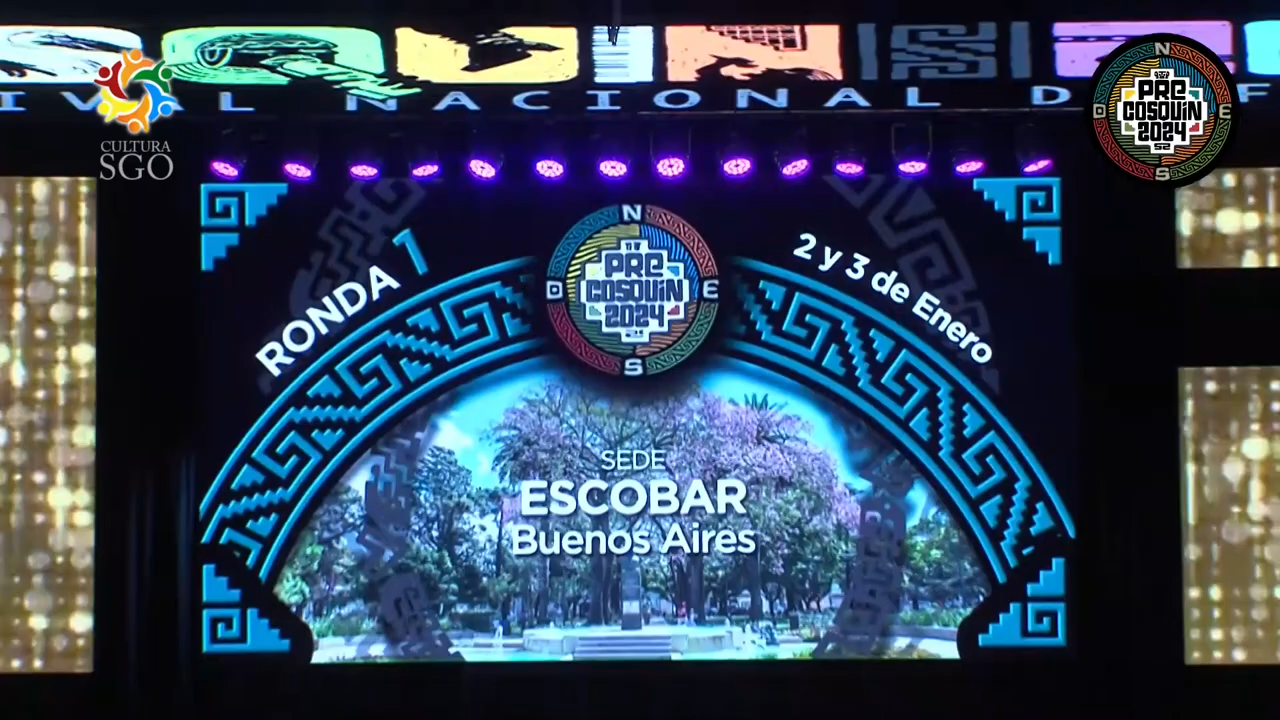 CULTURA
SGO
IVAL NACIONAL D
F
N
PRE
COSQUIN
2024
O
E
S
RONDA 1
2 y 3 de Enero
N
PRE
COSQUIN
2024
O
E
S
SEDE
ESCOBAR
Buenos Aires